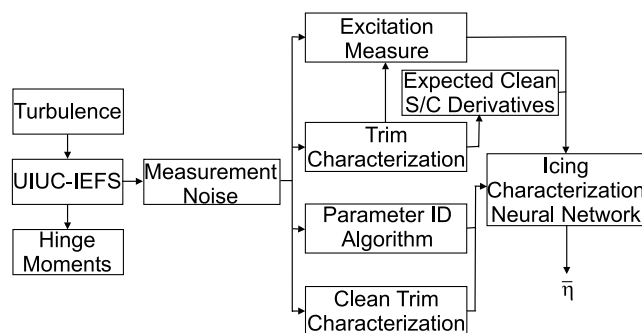 Excitation
Measure
Expected Clean
S/C Derivatives
Turbulence
Trim
Characterization
UIUC-IEFS
Measurement
Noise
Icing
Characterization
Neural Network
Parameter ID
Algorithm
Hinge
Moments
Clean Trim
Characterization
η̅